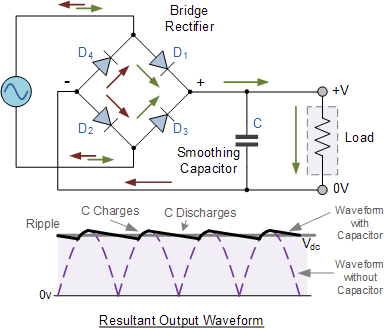 Bridge
Rectifier
D4
D1
-
+
+V
D2
D3
C
Load
Smoothing
Capacitor
0V
C Charges
C Discharges
Waveform
with
Capacitor
Ripple
Vdc
Waveform
without
Capacitor
0v
Resultant Output Waveform